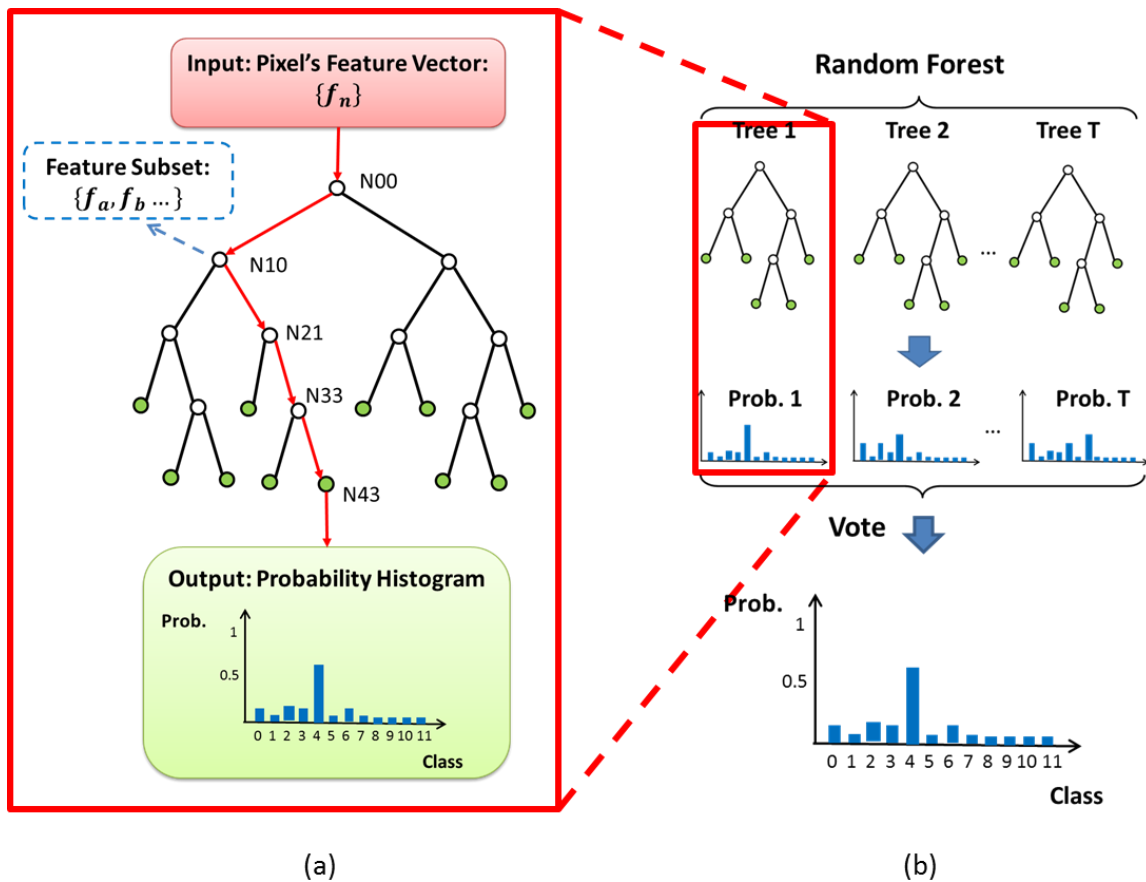 Input: Pixel's Feature Vector:
{fₙ}
Feature Subset:
{fₐ, f_b ...}
N00
N10
N21
N33
N43
Output: Probability Histogram
Prob.
1
0.5
0 1 2 3 4 5 6 7 8 9 10 11
Class
(a)
Random Forest
Tree 1 Tree 2 Tree T
...
Prob. 1 Prob. 2 Prob. T
...
Vote
Prob.
1
0.5
0 1 2 3 4 5 6 7 8 9 10 11
Class
(b)